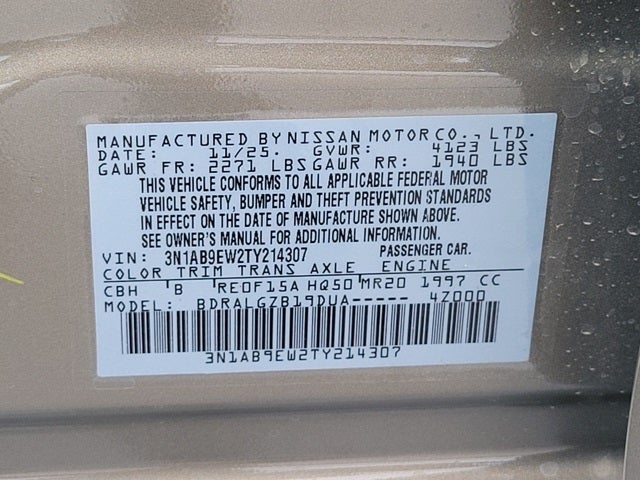 MANUFACTURED BY NISSAN MOTOR CO., LTD.
DATE: 11/25. GVWR: 4123 LBS
GAWR FR: 2271 LBS GAWR RR: 1940 LBS
THIS VEHICLE CONFORMS TO ALL APPLICABLE FEDERAL MOTOR
VEHICLE SAFETY, BUMPER AND THEFT PREVENTION STANDARDS
IN EFFECT ON THE DATE OF MANUFACTURE SHOWN ABOVE.
SEE OWNER'S MANUAL FOR ADDITIONAL INFORMATION.
VIN: 3N1AB9EW2TY214307 PASSENGER CAR.
COLOR TRIM TRANS AXLE ENGINE
CBH 'B 'RE0F15A HQ50 'MR20 1997 CC
MODEL: BDRALGZB19DUA----- 4Z000
3N1AB9EW2TY214307